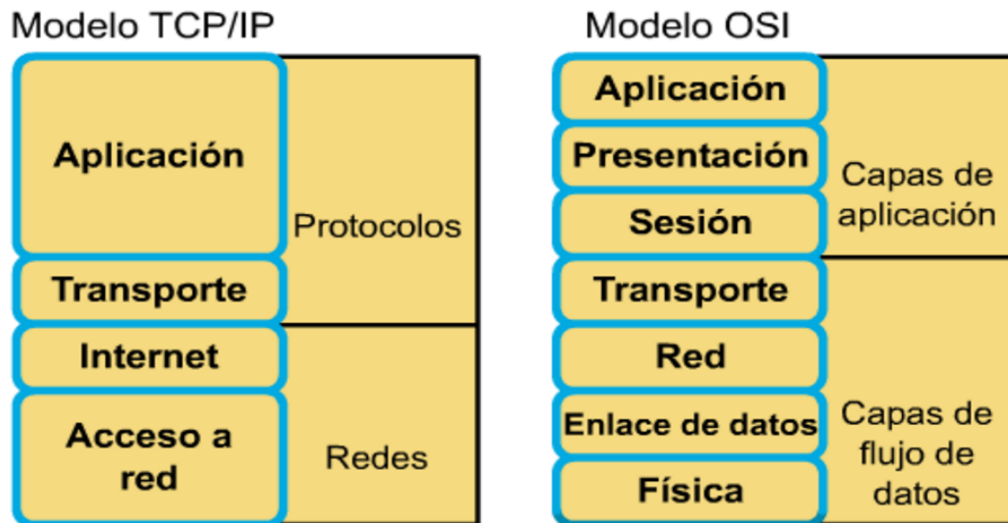 Modelo TCP/IP
Aplicación
Transporte
Internet
Acceso a
red
Protocolos
Redes
Modelo OSI
Aplicación
Presentación
Sesión
Transporte
Red
Enlace de datos
Física
Capas de
aplicación
Capas de
flujo de
datos